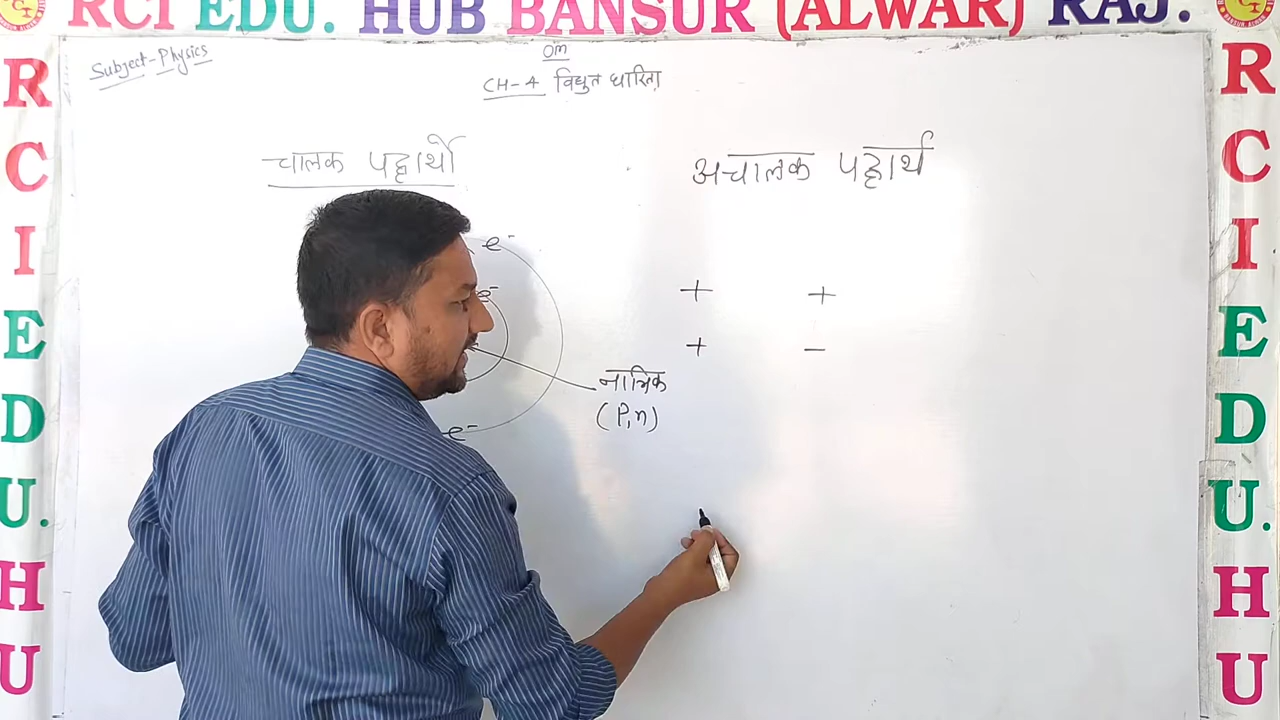 RCI EDU. HUB BANSUR (ALWAR) RAJ.
R
C
I
E
D
U.
H
U
R
C
I
E
D
U.
H
U
Subject-Physics
OM
CH-4 विद्युत धारिता
चालक पद्दार्थो
अचालक पद्दार्थ
e⁻
e⁻
e⁻
नाभिक
(P,n)
+ +
+ −